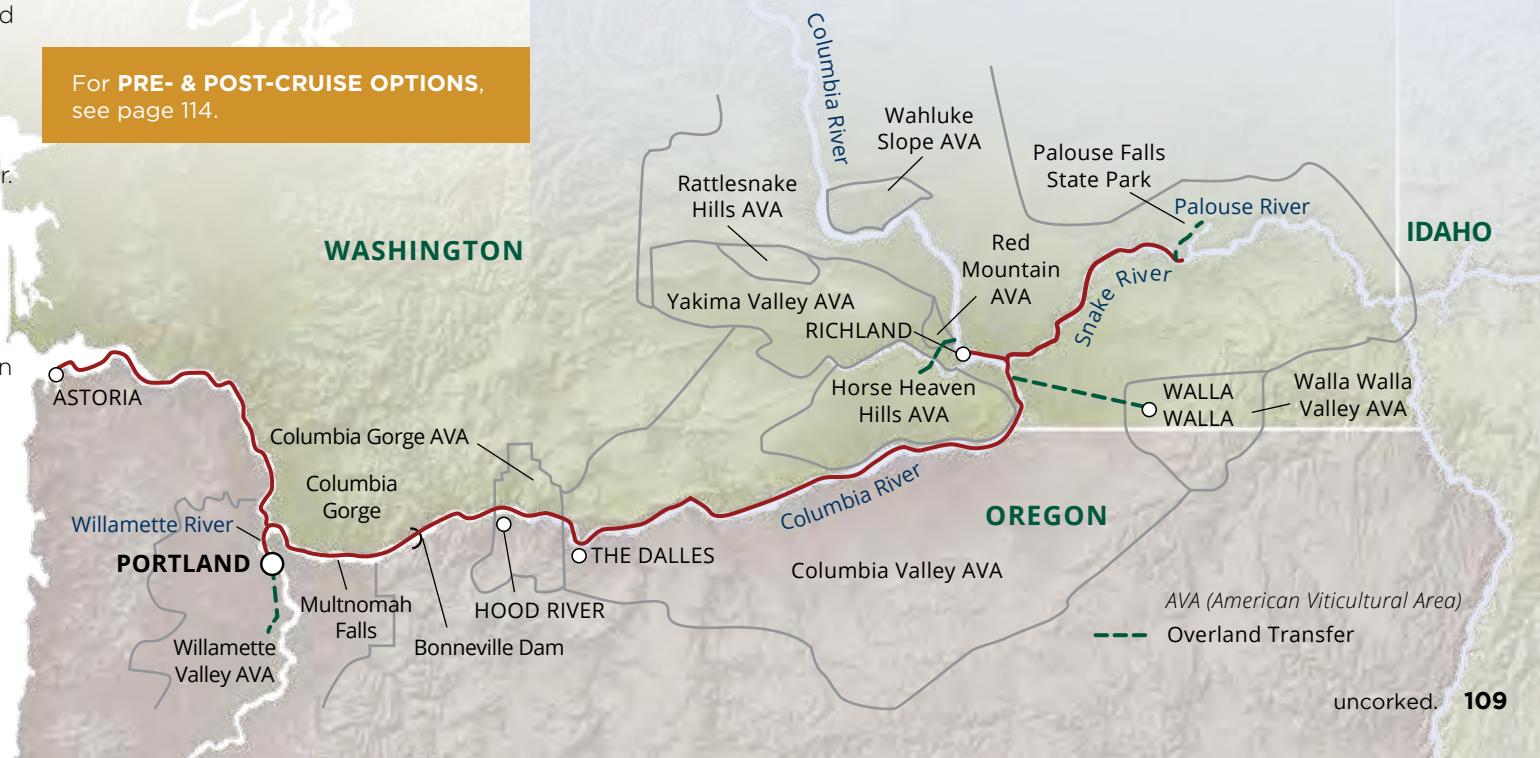 d
For PRE- & POST-CRUISE OPTIONS,
see page 114.
r.
n
Columbia River
Wahluke
Slope AVA
Palouse Falls
State Park
Rattlesnake
Hills AVA
Palouse River
IDAHO
WASHINGTON
Red
Mountain
AVA
Yakima Valley AVA
RICHLAND
Snake River
ASTORIA
Horse Heaven
Hills AVA
WALLA
WALLA
Walla Walla
Valley AVA
Columbia Gorge AVA
Columbia
Gorge
Columbia River
OREGON
Willamette River
PORTLAND
THE DALLES
Columbia Valley AVA
Multnomah
Falls
HOOD RIVER
Bonneville Dam
Willamette
Valley AVA
AVA (American Viticultural Area)
Overland Transfer
uncorked. 109